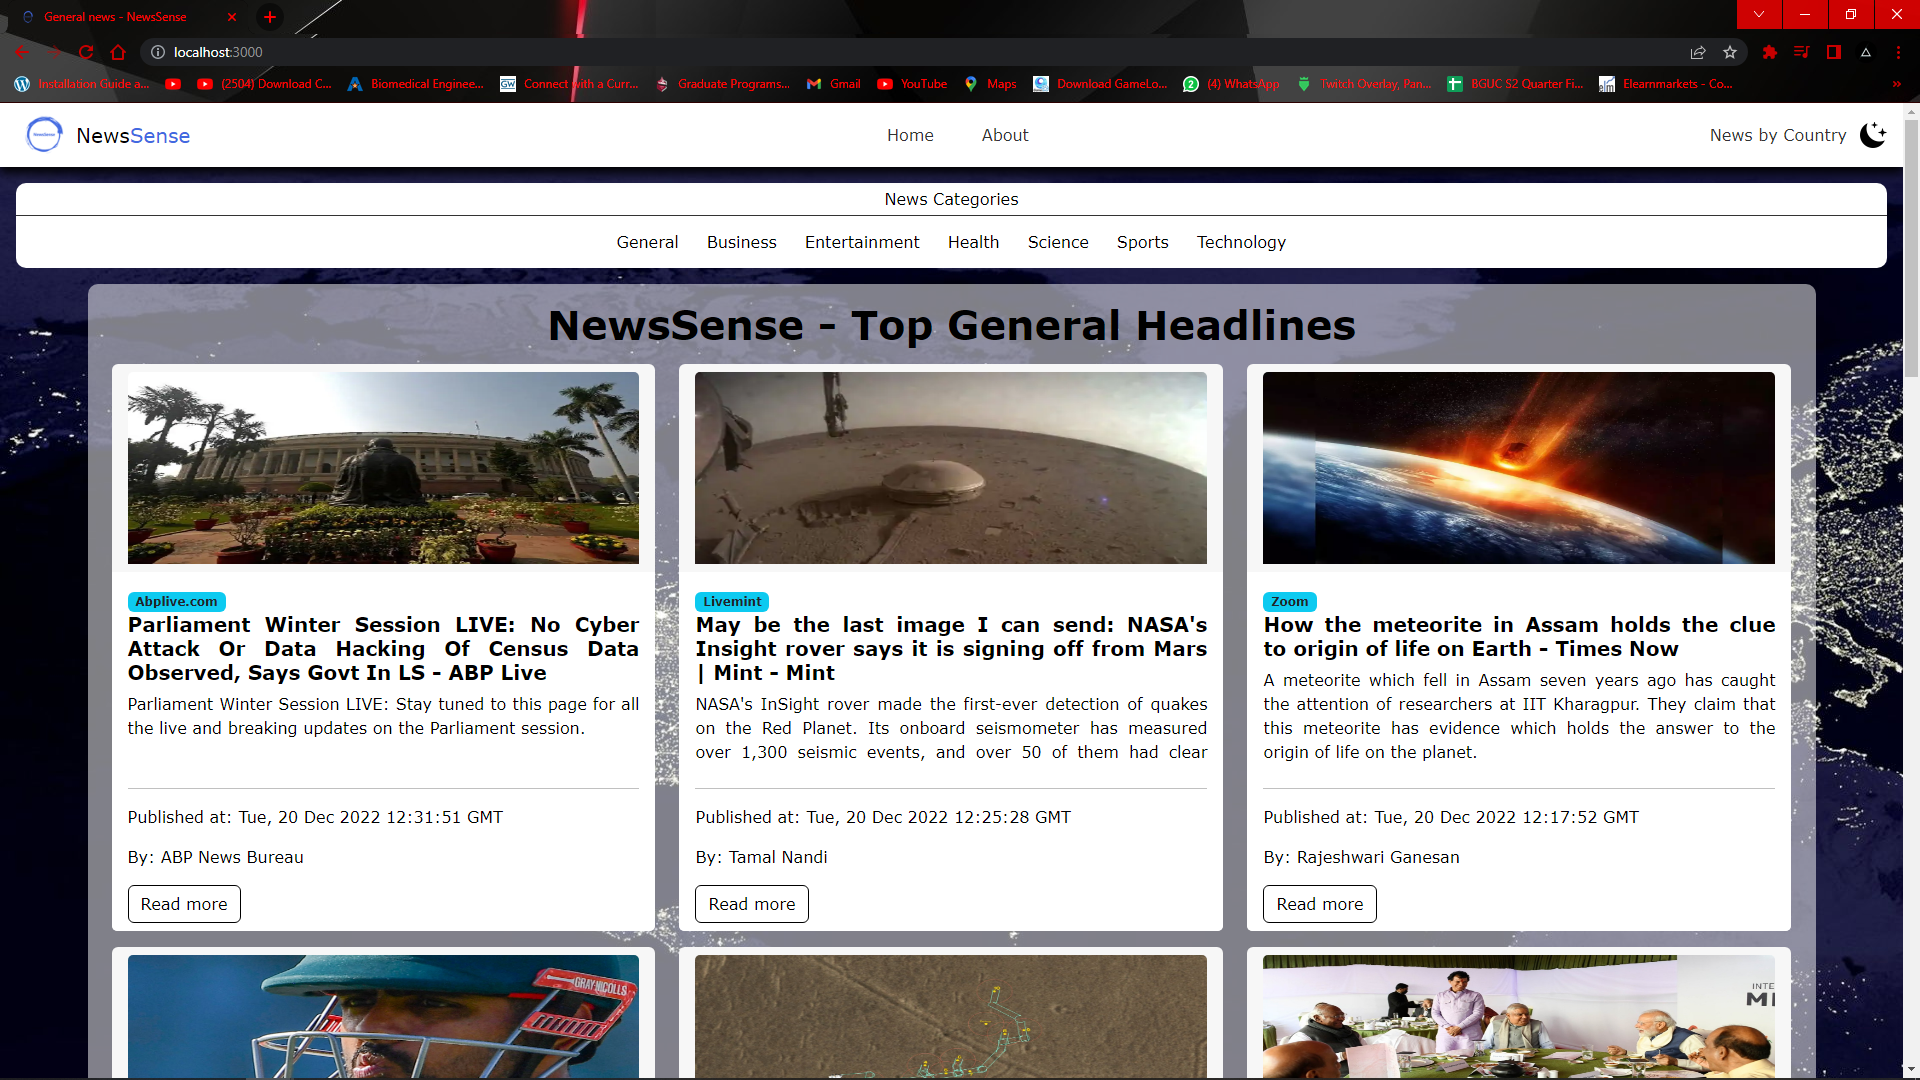 General news - NewsSense
localhost:3000
Installation Guide a...
(2504) Download C...
Biomedical Enginee...
Connect with a Curr...
Graduate Programs...
Gmail
YouTube
Maps
Download GameLo...
(4) WhatsApp
Twitch Overlay, Pan...
BGUC S2 Quarter Fi...
Elearnmarkets - Co...
NewsSense
Home
About
News by Country
News Categories
General
Business
Entertainment
Health
Science
Sports
Technology
NewsSense - Top General Headlines
Abplive.com
Parliament Winter Session LIVE: No Cyber
Attack Or Data Hacking Of Census Data
Observed, Says Govt In LS - ABP Live
Parliament Winter Session LIVE: Stay tuned to this page for all
the live and breaking updates on the Parliament session.
Published at: Tue, 20 Dec 2022 12:31:51 GMT
By: ABP News Bureau
Read more
Livemint
May be the last image I can send: NASA's
Insight rover says it is signing off from Mars
| Mint - Mint
NASA's InSight rover made the first-ever detection of quakes
on the Red Planet. Its onboard seismometer has measured
over 1,300 seismic events, and over 50 of them had clear
Published at: Tue, 20 Dec 2022 12:25:28 GMT
By: Tamal Nandi
Read more
Zoom
How the meteorite in Assam holds the clue
to origin of life on Earth - Times Now
A meteorite which fell in Assam seven years ago has caught
the attention of researchers at IIT Kharagpur. They claim that
this meteorite has evidence which holds the answer to the
origin of life on the planet.
Published at: Tue, 20 Dec 2022 12:17:52 GMT
By: Rajeshwari Ganesan
Read more
GRAY-NICOLLS
INTE
MI